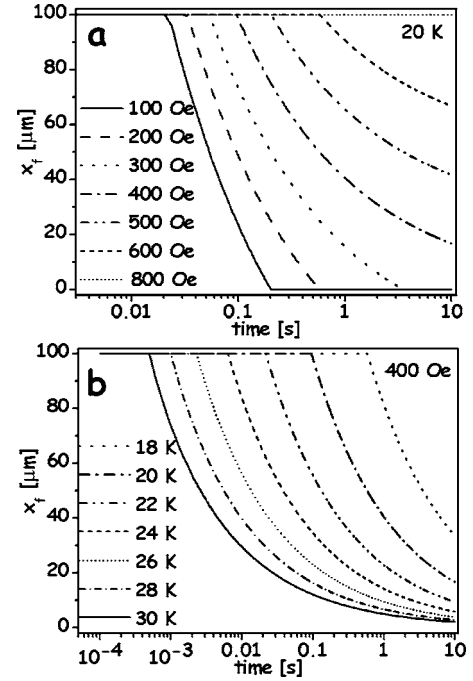 100
a
20 K
80
100 Oe
200 Oe
60
300 Oe
x_f [μm]
400 Oe
40
500 Oe
20
600 Oe
800 Oe
0
0.01 0.1 1 10
time [s]
100
b
400 Oe
80
18 K
60
20 K
x_f [μm]
22 K
40
24 K
26 K
20
28 K
30 K
0
10⁻⁴ 10⁻³ 0.01 0.1 1 10
time [s]